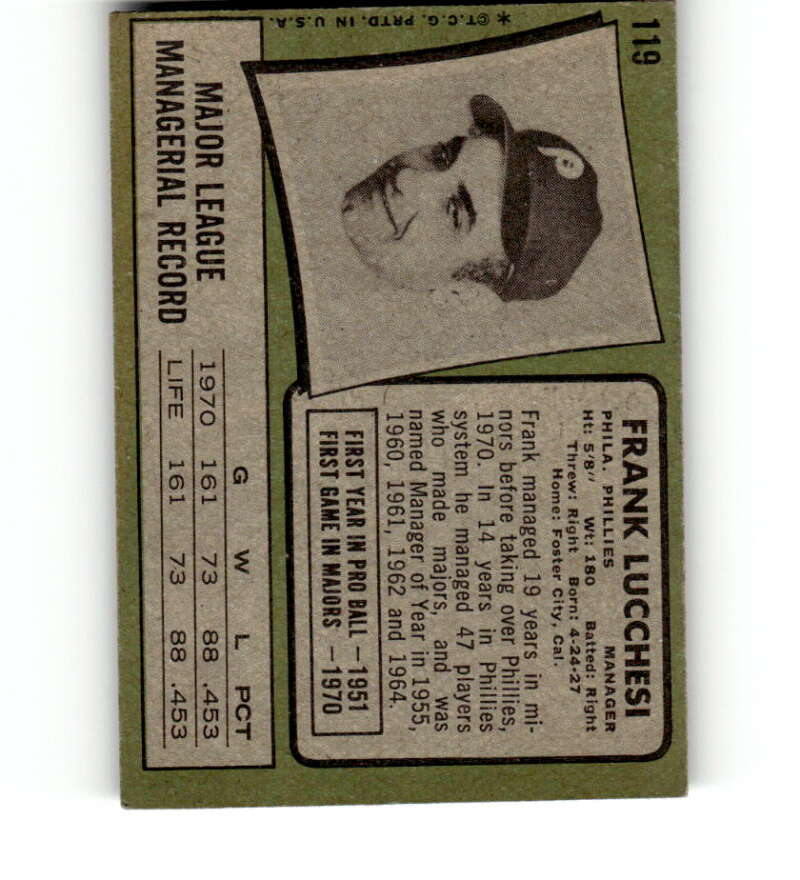 119
*©T.C.G. PRTD. IN U.S.A.
P
FRANK LUCCHESI
PHILA. PHILLIES MANAGER
Ht: 5'8" Wt: 180 Batted: Right
Threw: Right Born: 4-24-27
Home: Foster City, Cal.
Frank managed 19 years in mi-
nors before taking over Phillies,
1970. In 14 years in Phillies
system he managed 47 players
who made majors, and was
named Manager of Year in 1955,
1960, 1961, 1962 and 1964.
FIRST YEAR IN PRO BALL —1951
FIRST GAME IN MAJORS —1970
MAJOR LEAGUE
MANAGERIAL RECORD
G W L PCT
1970 161 73 88 .453
LIFE 161 73 88 .453